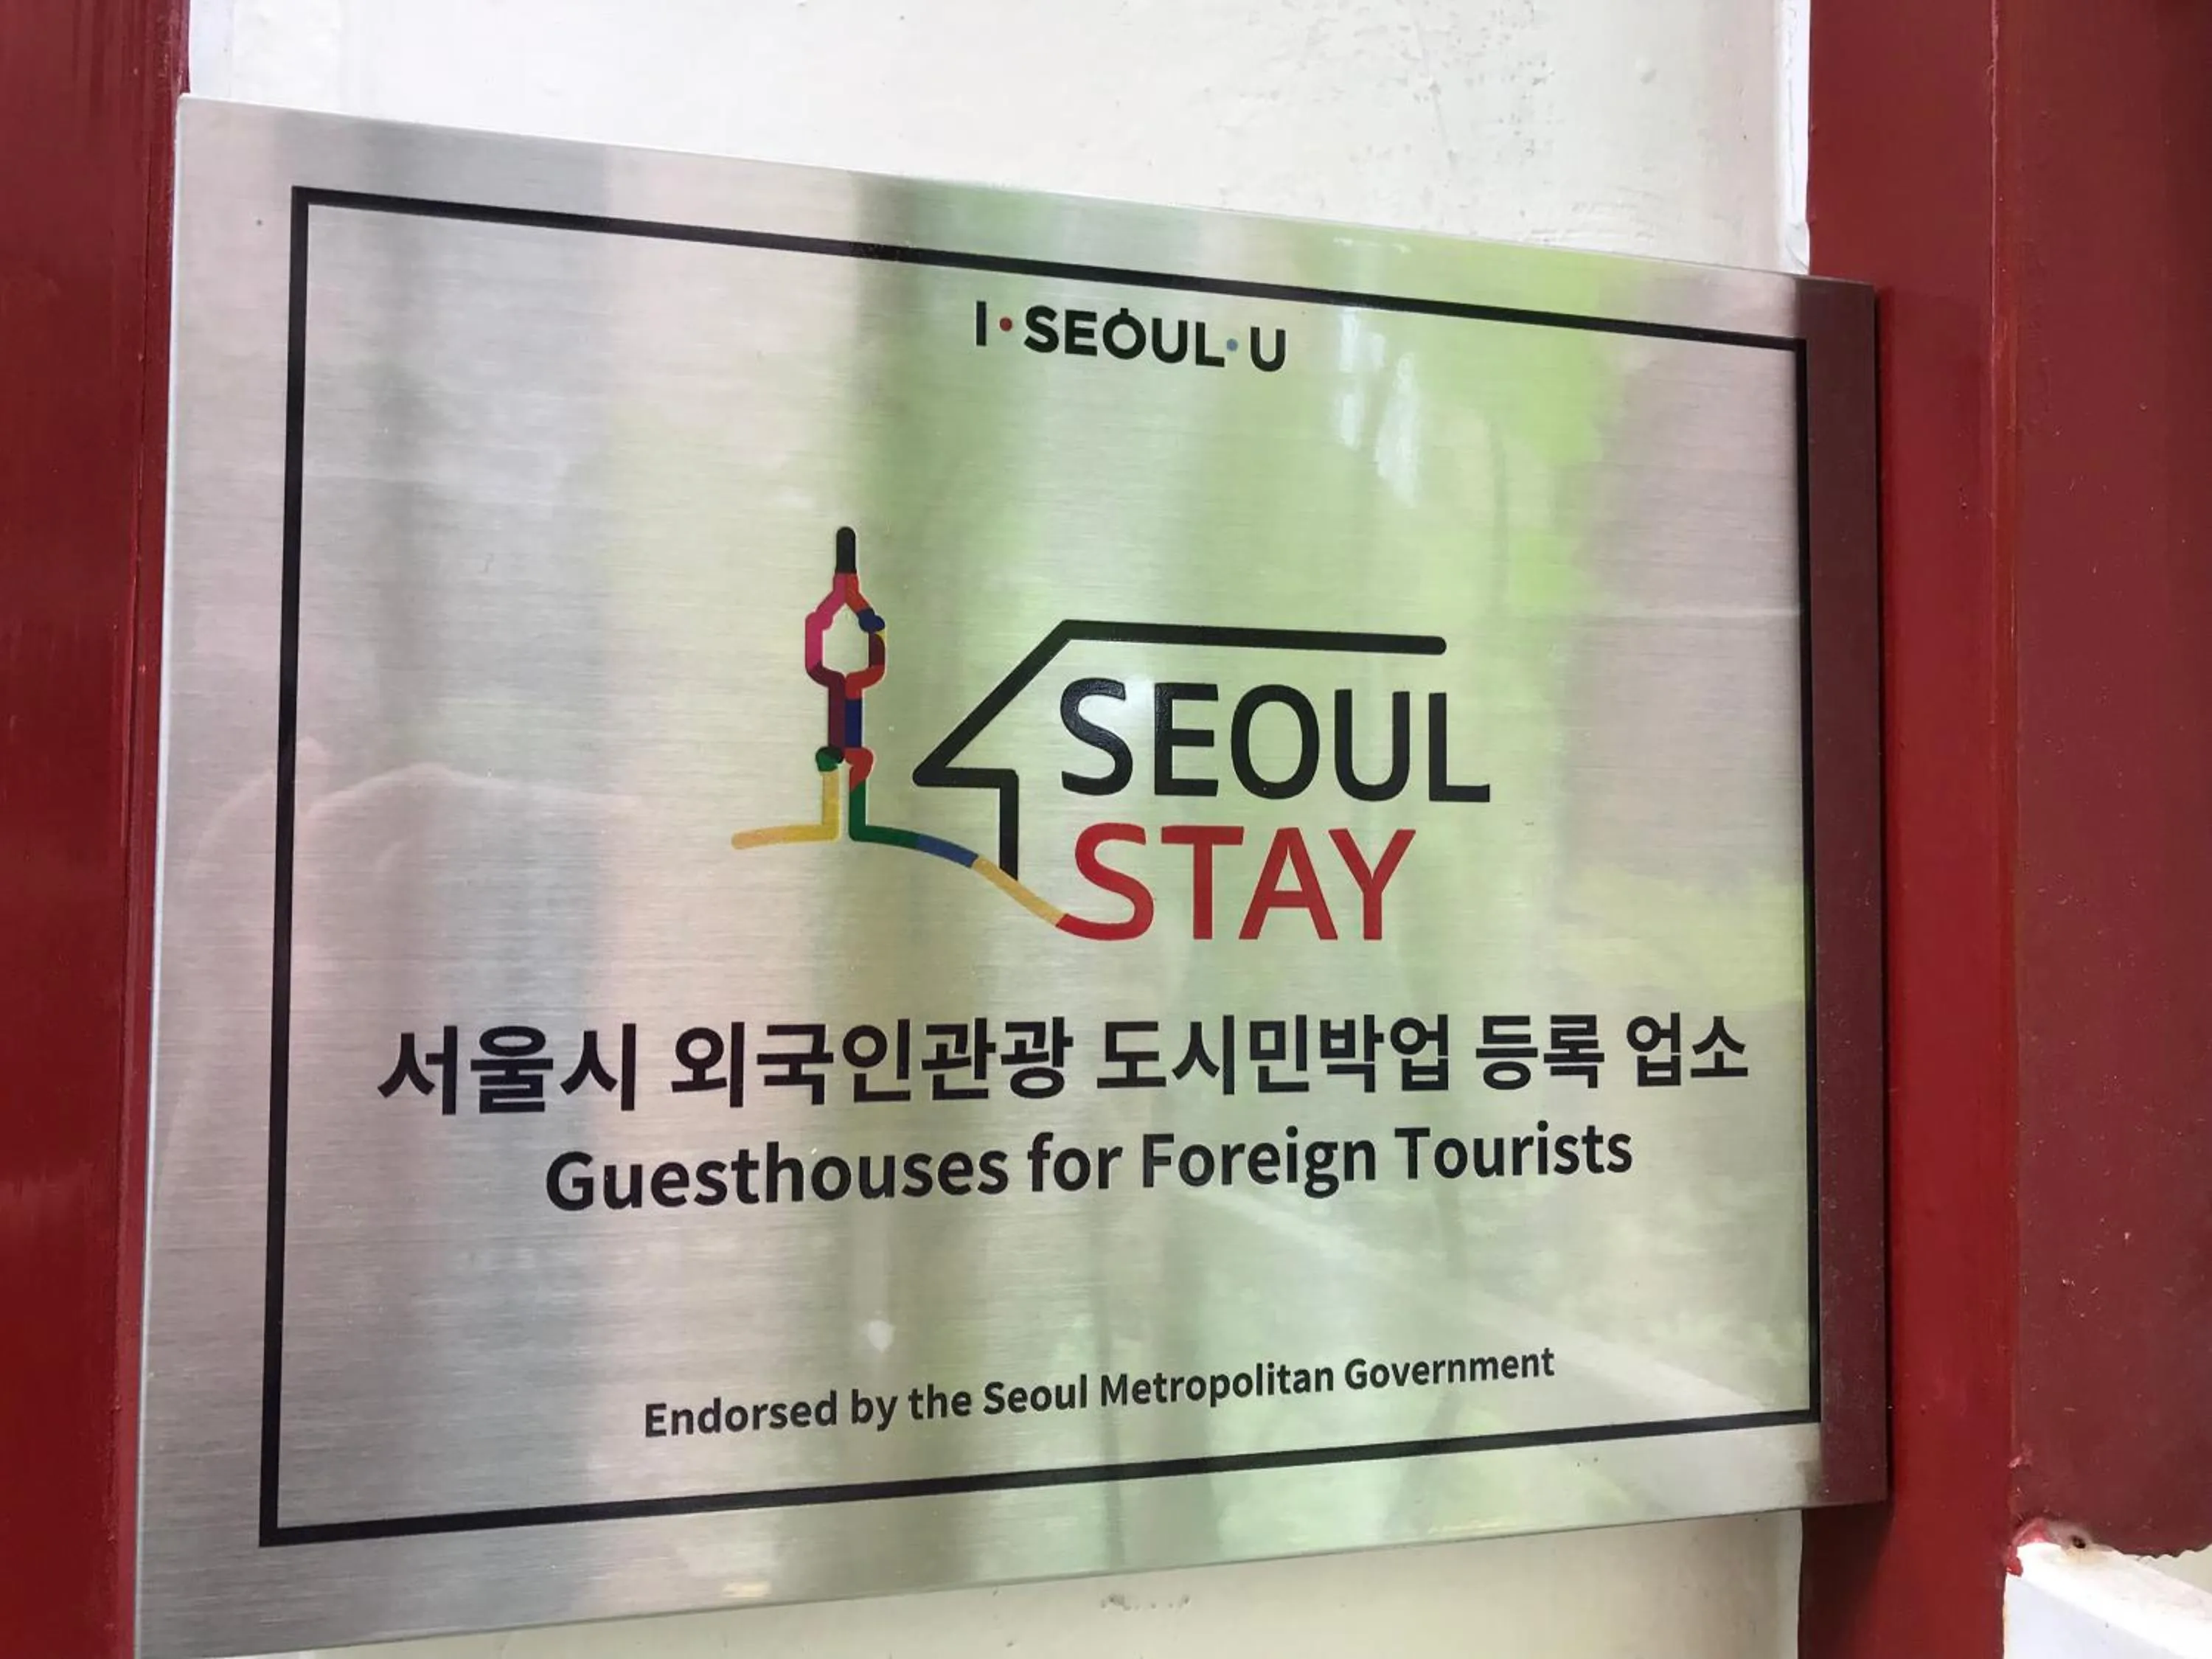 I·SEOUL·U
SEOUL
STAY
서울시 외국인관광 도시민박업 등록 업소
Guesthouses for Foreign Tourists
Endorsed by the Seoul Metropolitan Government